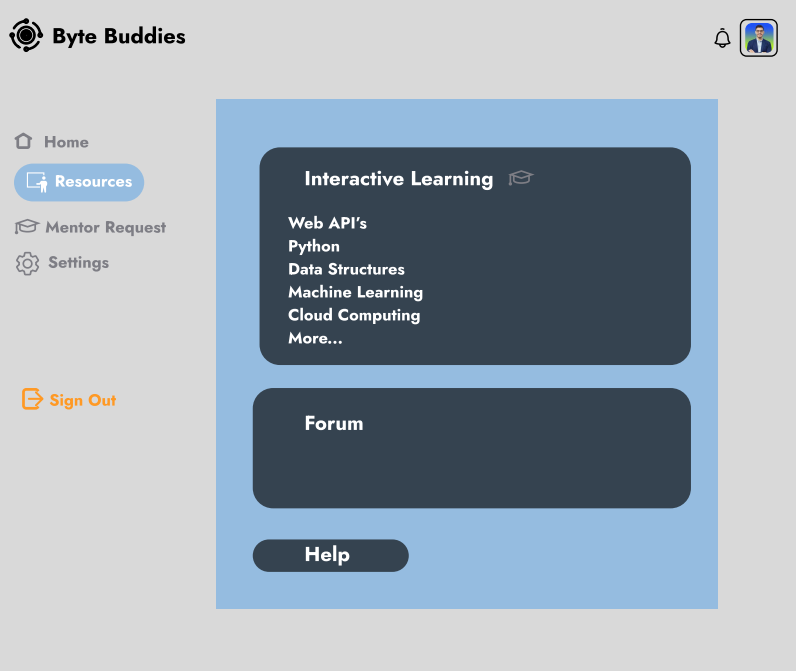 Byte Buddies
Home
Resources
Mentor Request
Settings
Sign Out
Interactive Learning
Web API's
Python
Data Structures
Machine Learning
Cloud Computing
More...
Forum
Help